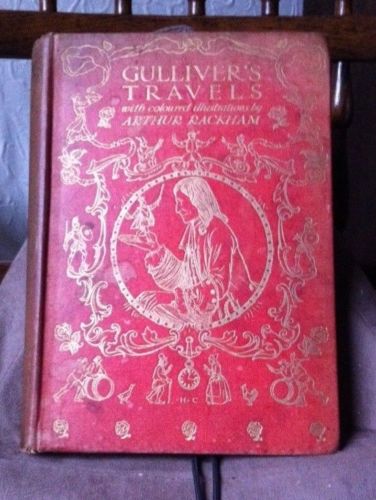 GULLIVER'S
TRAVELS
with coloured illustrations by
ARTHUR RACKHAM
H.C.